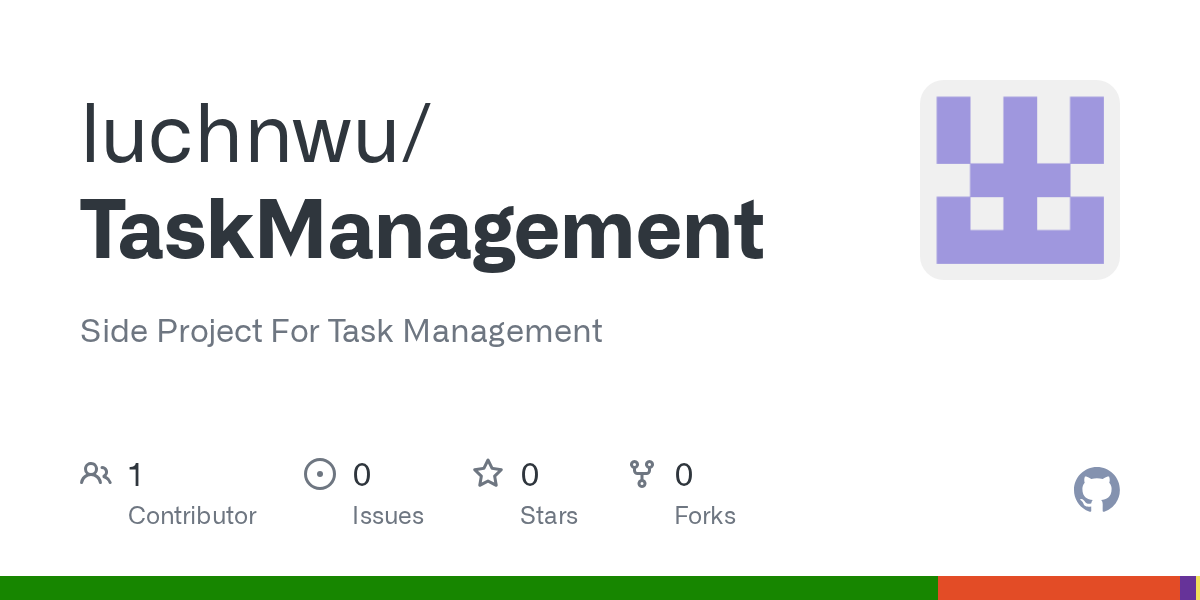 luchnwu/
TaskManagement
Side Project For Task Management
1
Contributor
0
Issues
0
Stars
0
Forks